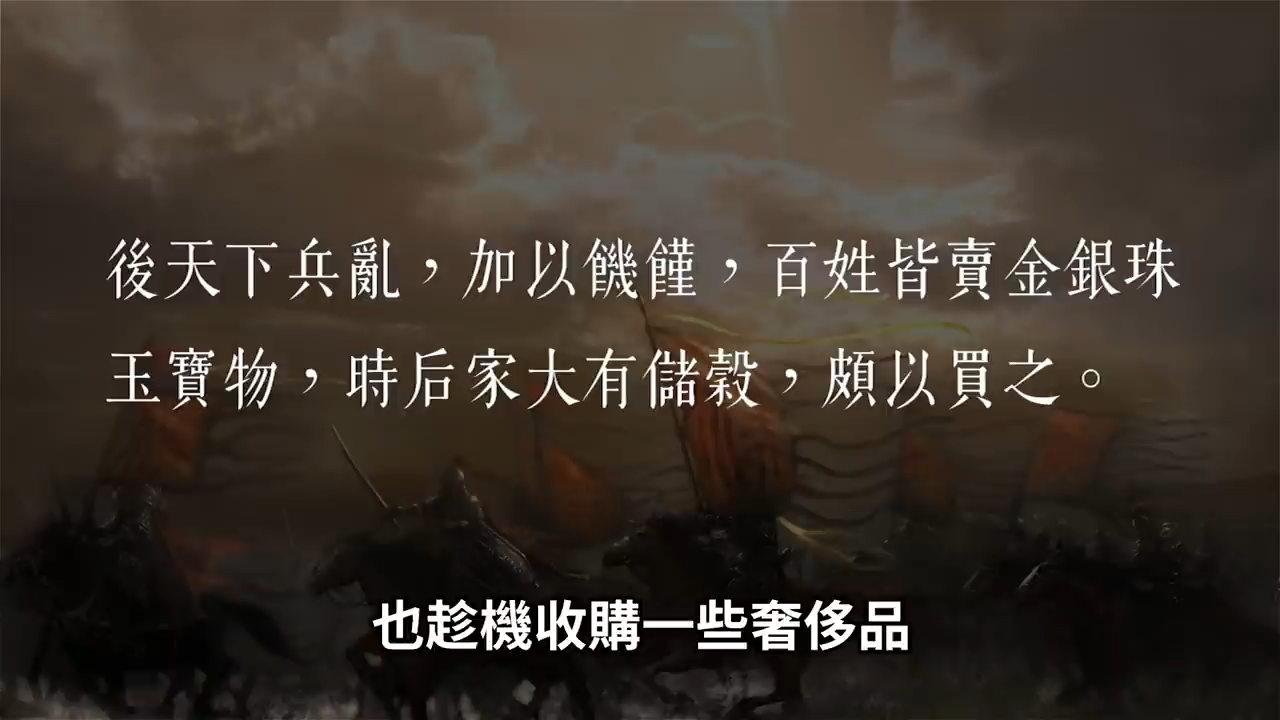 後天下兵亂，加以饑饉，百姓皆賣金銀珠
玉寶物，時后家大有儲穀，頗以買之。
也趁機收購一些奢侈品